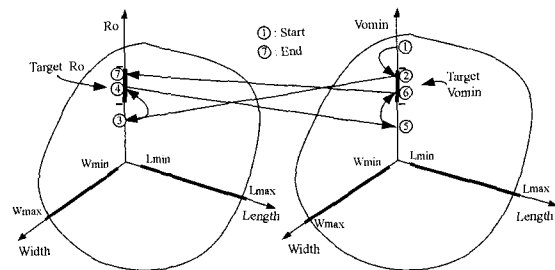 Ro
① : Start
⑦ : End
Target Ro
⑦
④
③
Wmin
Lmin
Wmax
Lmax
Width
Length
Vomin
①
②
⑥
Target
Vomin
⑤
Wmin
Lmin
Wmax
Lmax
Width
Length